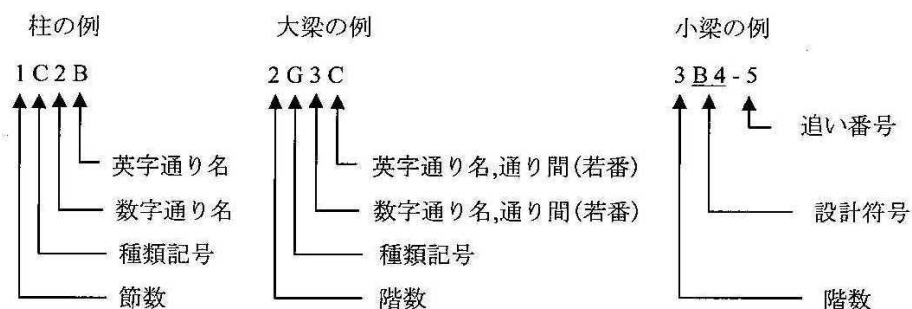 柱の例
1C2B
英字通り名
数字通り名
種類記号
節数
大梁の例
2G3C
英字通り名,通り間(若番)
数字通り名,通り間(若番)
種類記号
階数
小梁の例
3B4-5
追い番号
設計符号
階数